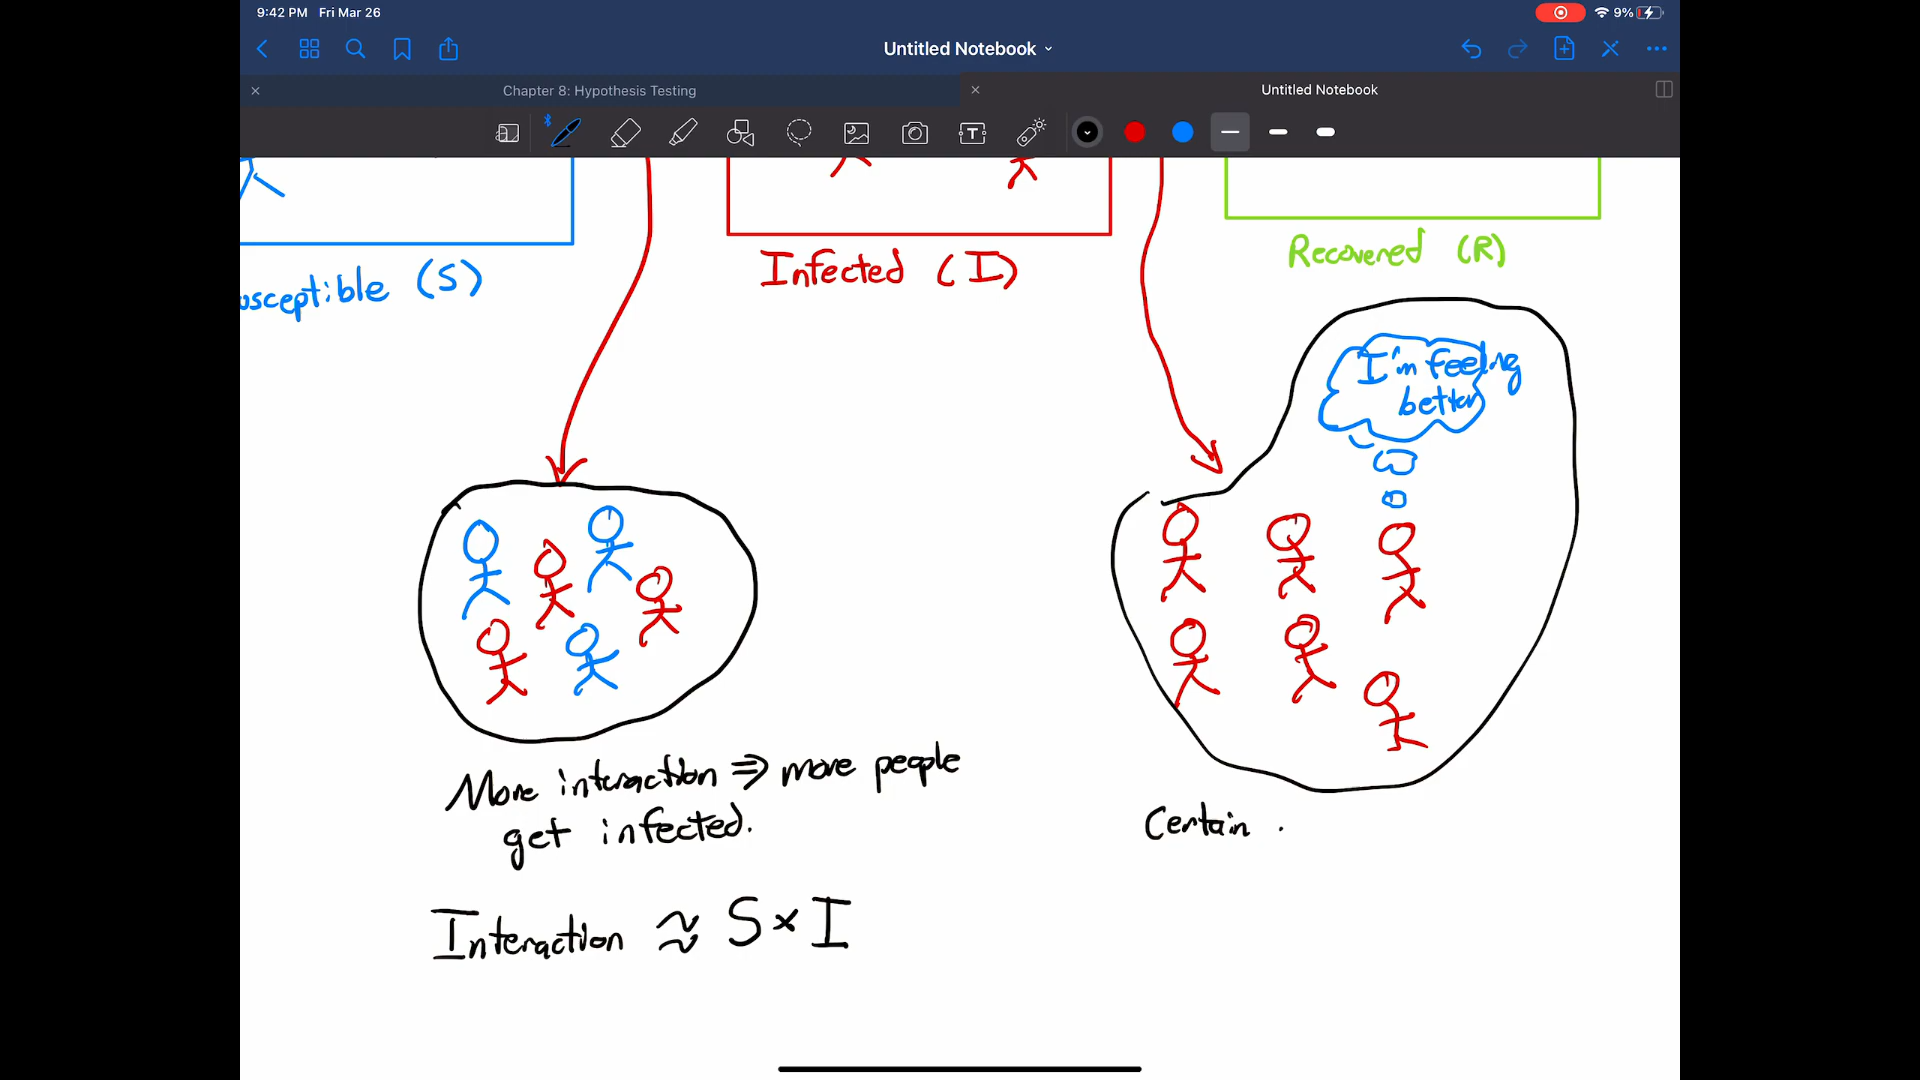 9:42 PM Fri Mar 26
9%
Untitled Notebook
Chapter 8: Hypothesis Testing
Untitled Notebook
T
usceptible (S)
Infected (I)
Recovered (R)
I'm feeling
better
More interaction ⇒ more people
get infected.
Certain
Interaction ≈ S × I